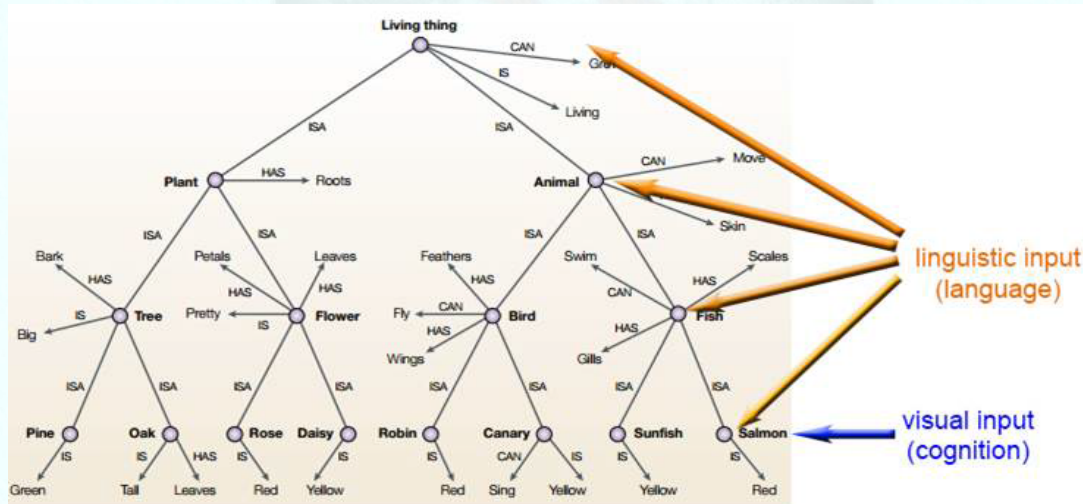 Living thing
CAN
IS
Living
ISA
ISA
Plant
HAS
Roots
Animal
CAN
Move
Skin
ISA
ISA
ISA
ISA
Bark
HAS
IS
Tree
Big
Petals
Leaves
HAS
HAS
Pretty
IS
Flower
Feathers
HAS
Fly
CAN
HAS
Bird
Wings
Swim
Scales
HAS
CAN
Fish
HAS
Gills
linguistic input
(language)
ISA
ISA
ISA
ISA
ISA
ISA
ISA
ISA
Pine
Oak
Rose
Daisy
Robin
Canary
Sunfish
Salmon
visual input
(cognition)
IS
IS
HAS
IS
IS
IS
CAN
IS
IS
IS
Green
Tall
Leaves
Red
Yellow
Red
Sing
Yellow
Yellow
Red